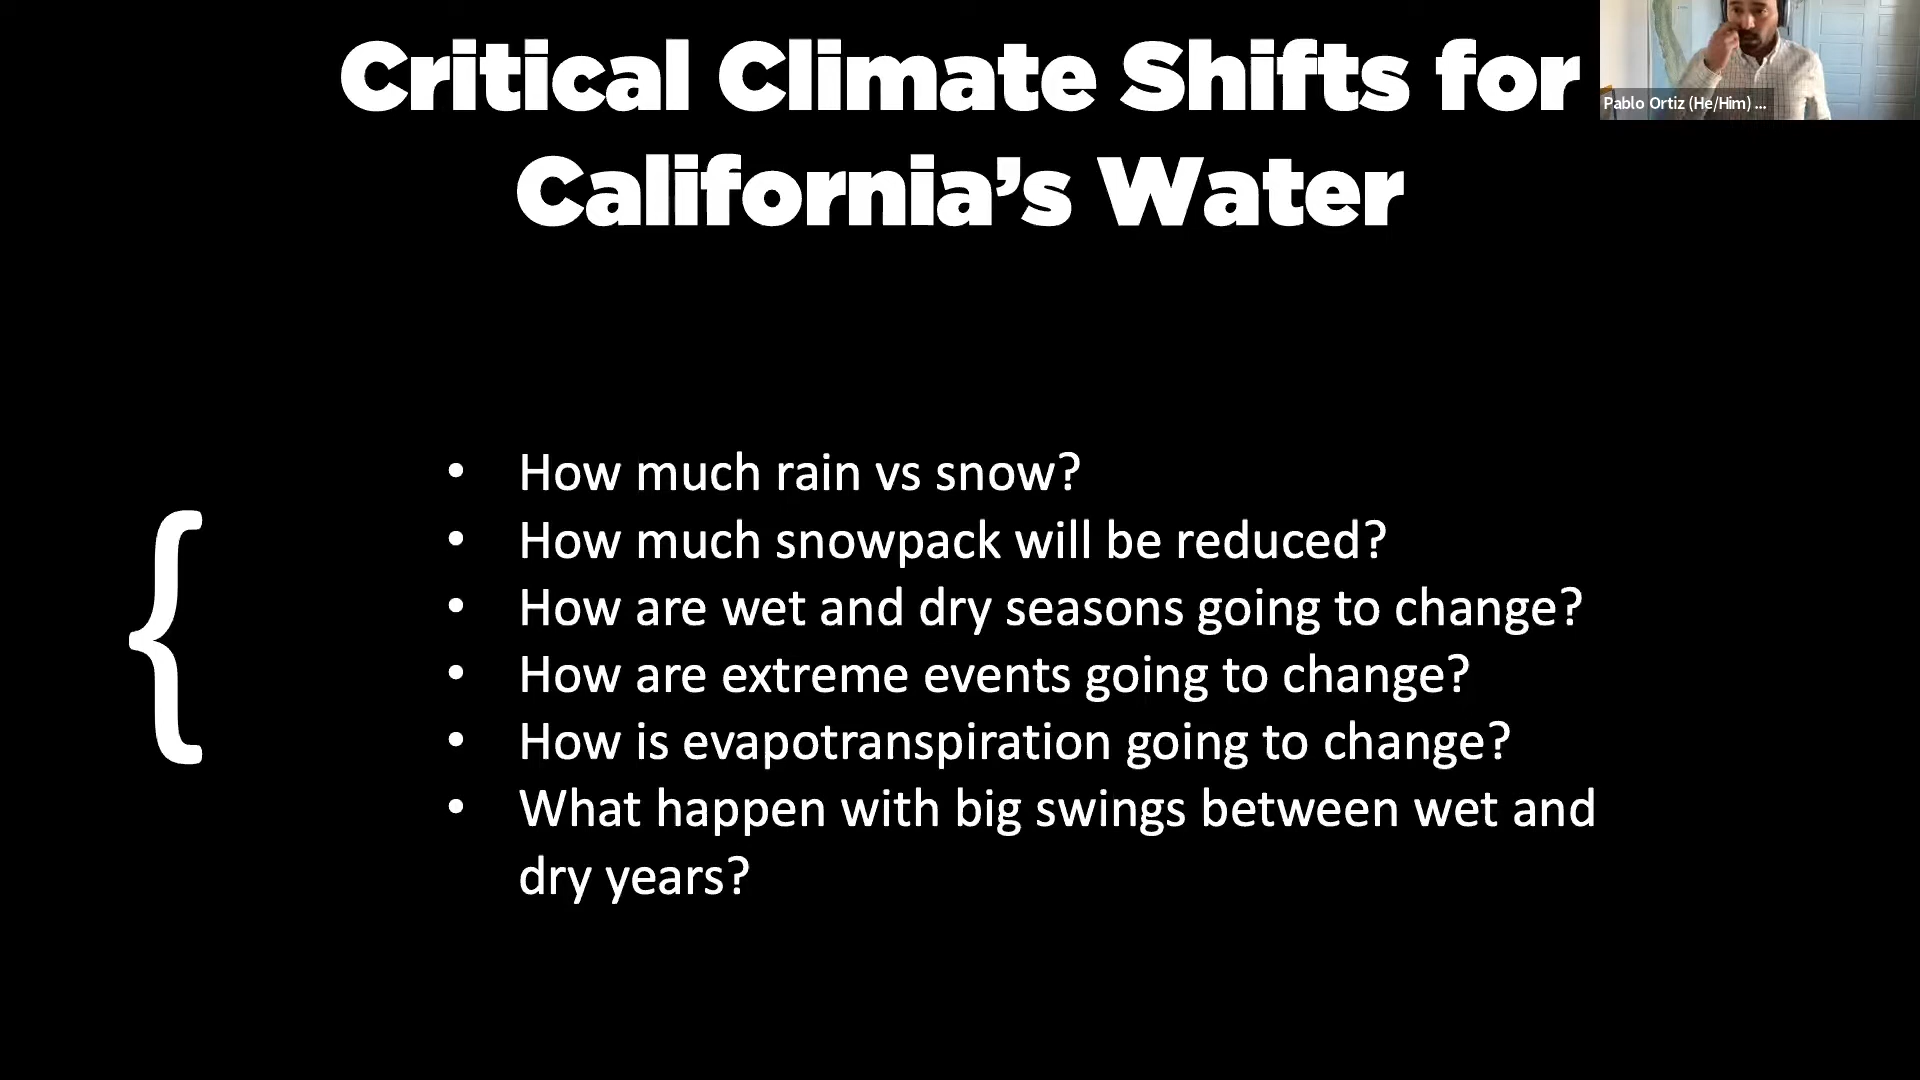 Critical Climate Shifts for
California’s Water
Pablo Ortiz (He/Him) ...
{
• How much rain vs snow?
• How much snowpack will be reduced?
• How are wet and dry seasons going to change?
• How are extreme events going to change?
• How is evapotranspiration going to change?
• What happen with big swings between wet and
dry years?